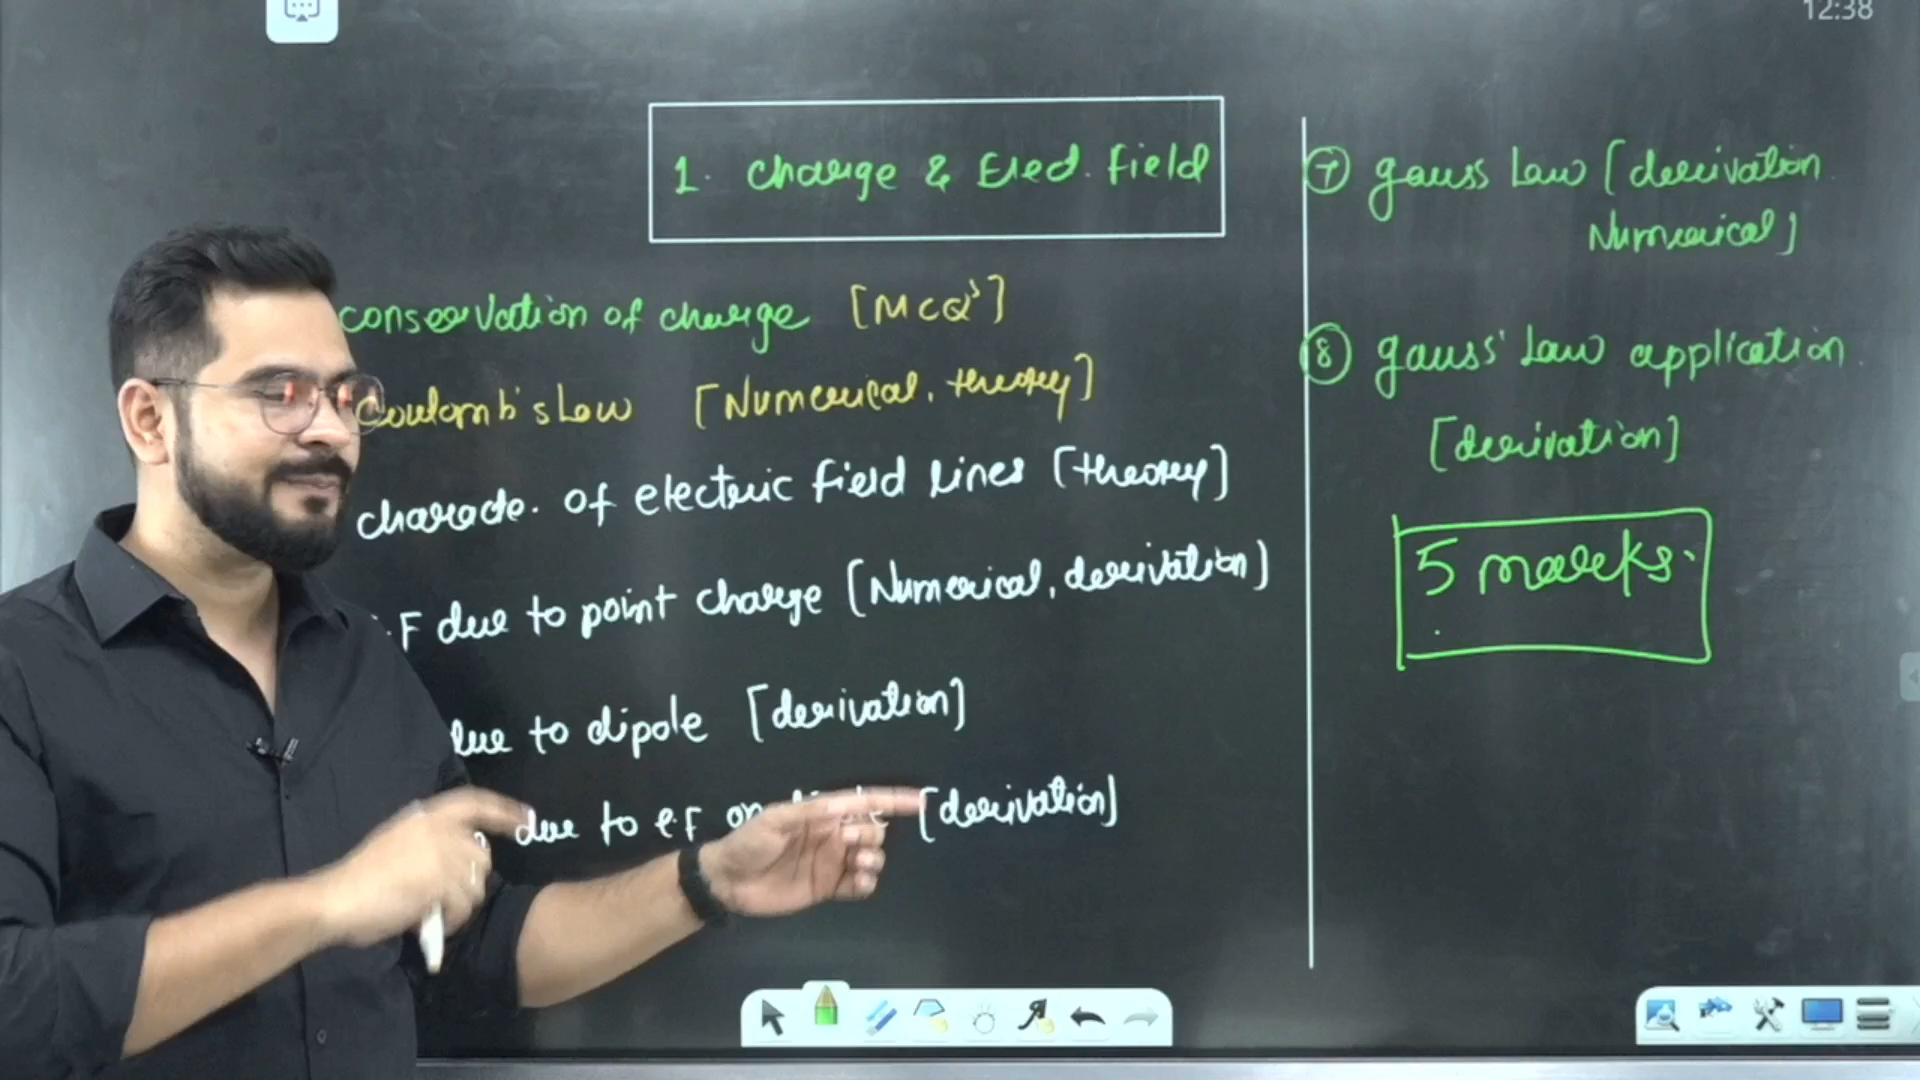 12:38
1. Charge & Elec. field
conservation of charge [MCQ's]
Coulomb's Law [Numerical, theory]
characte. of electric field lines [theory]
.F due to point charge [Numerical, derivation]
due to dipole [derivation]
due to e.F on [derivation]
⑦ gauss Law [derivation
Numerical]
⑧ gauss' Law application
[derivation]
5 marks.